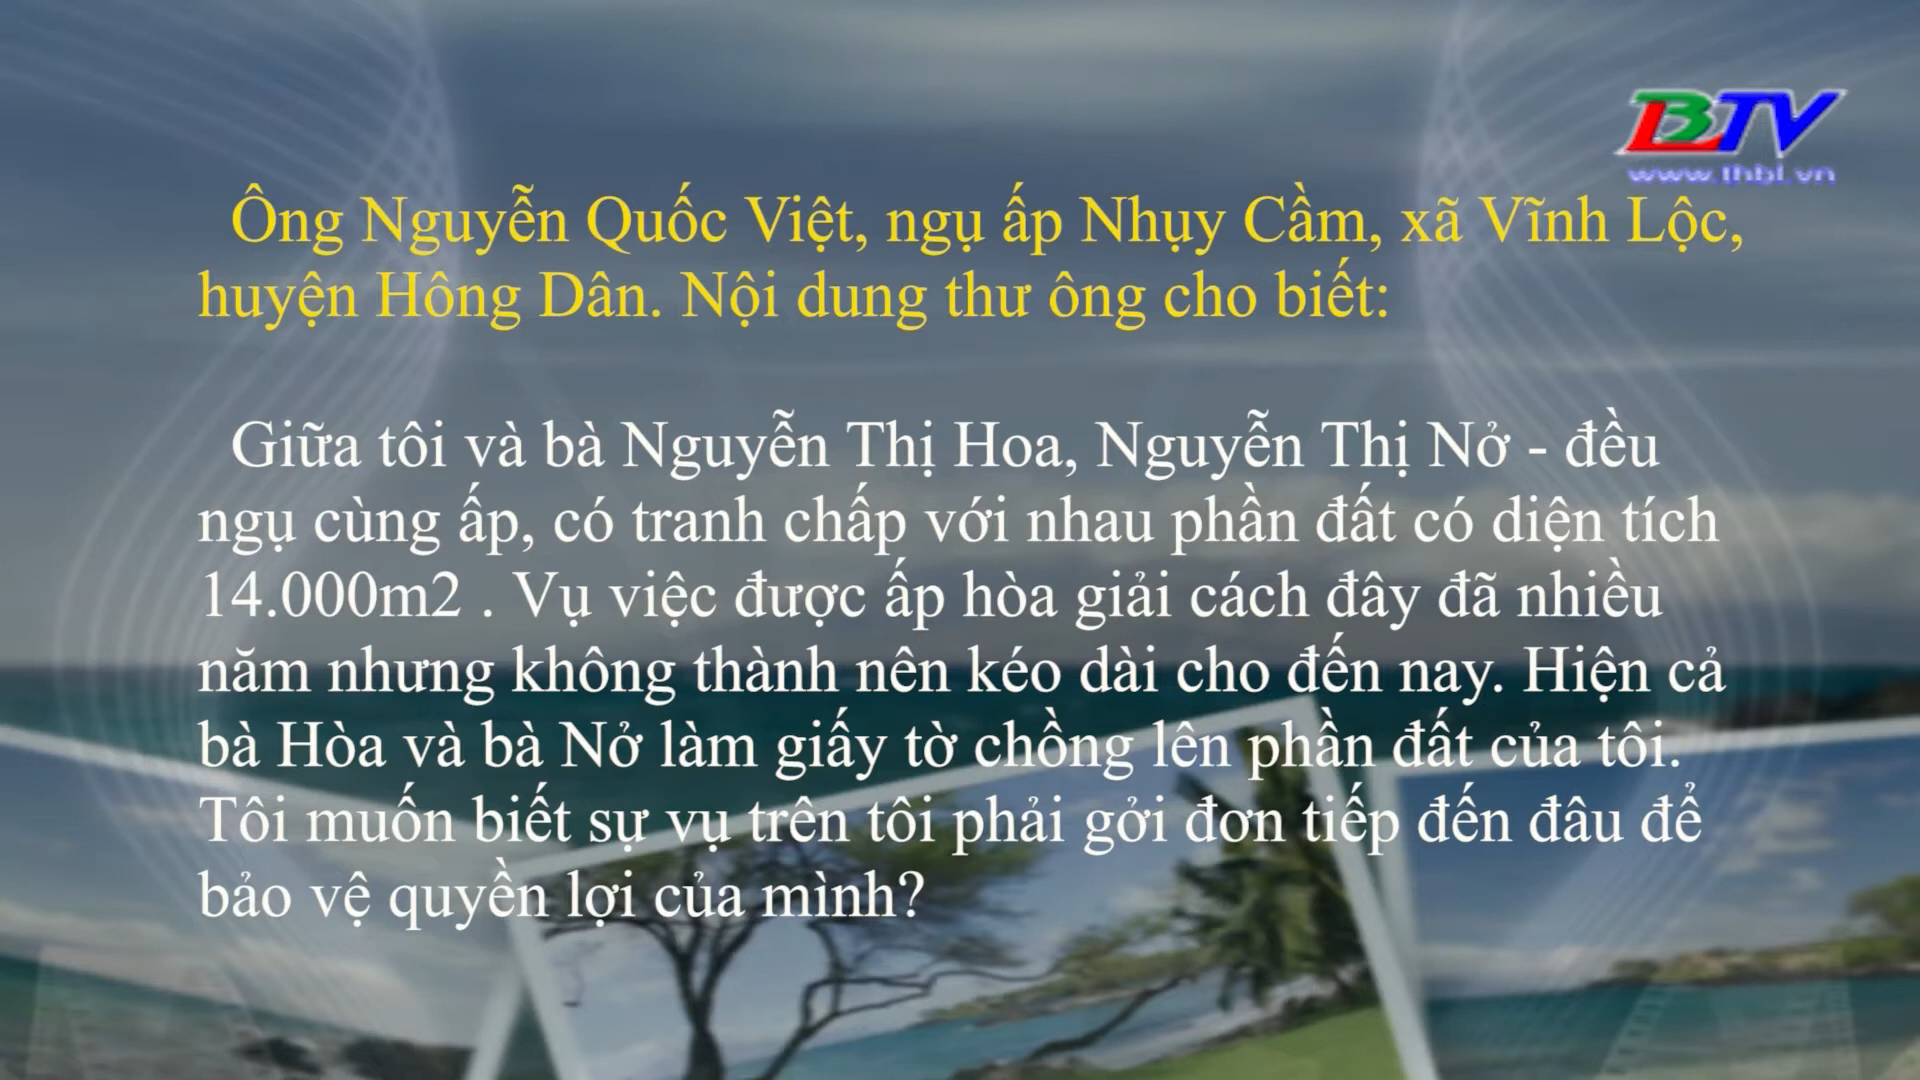 BTV
www.thbl.vn
Ông Nguyễn Quốc Việt, ngụ ấp Nhụy Cầm, xã Vĩnh Lộc,
huyện Hông Dân. Nội dung thư ông cho biết:
Giữa tôi và bà Nguyễn Thị Hoa, Nguyễn Thị Nở - đều
ngụ cùng ấp, có tranh chấp với nhau phần đất có diện tích
14.000m2 . Vụ việc được ấp hòa giải cách đây đã nhiều
năm nhưng không thành nên kéo dài cho đến nay. Hiện cả
bà Hòa và bà Nở làm giấy tờ chồng lên phần đất của tôi.
Tôi muốn biết sự vụ trên tôi phải gởi đơn tiếp đến đâu để
bảo vệ quyền lợi của mình?